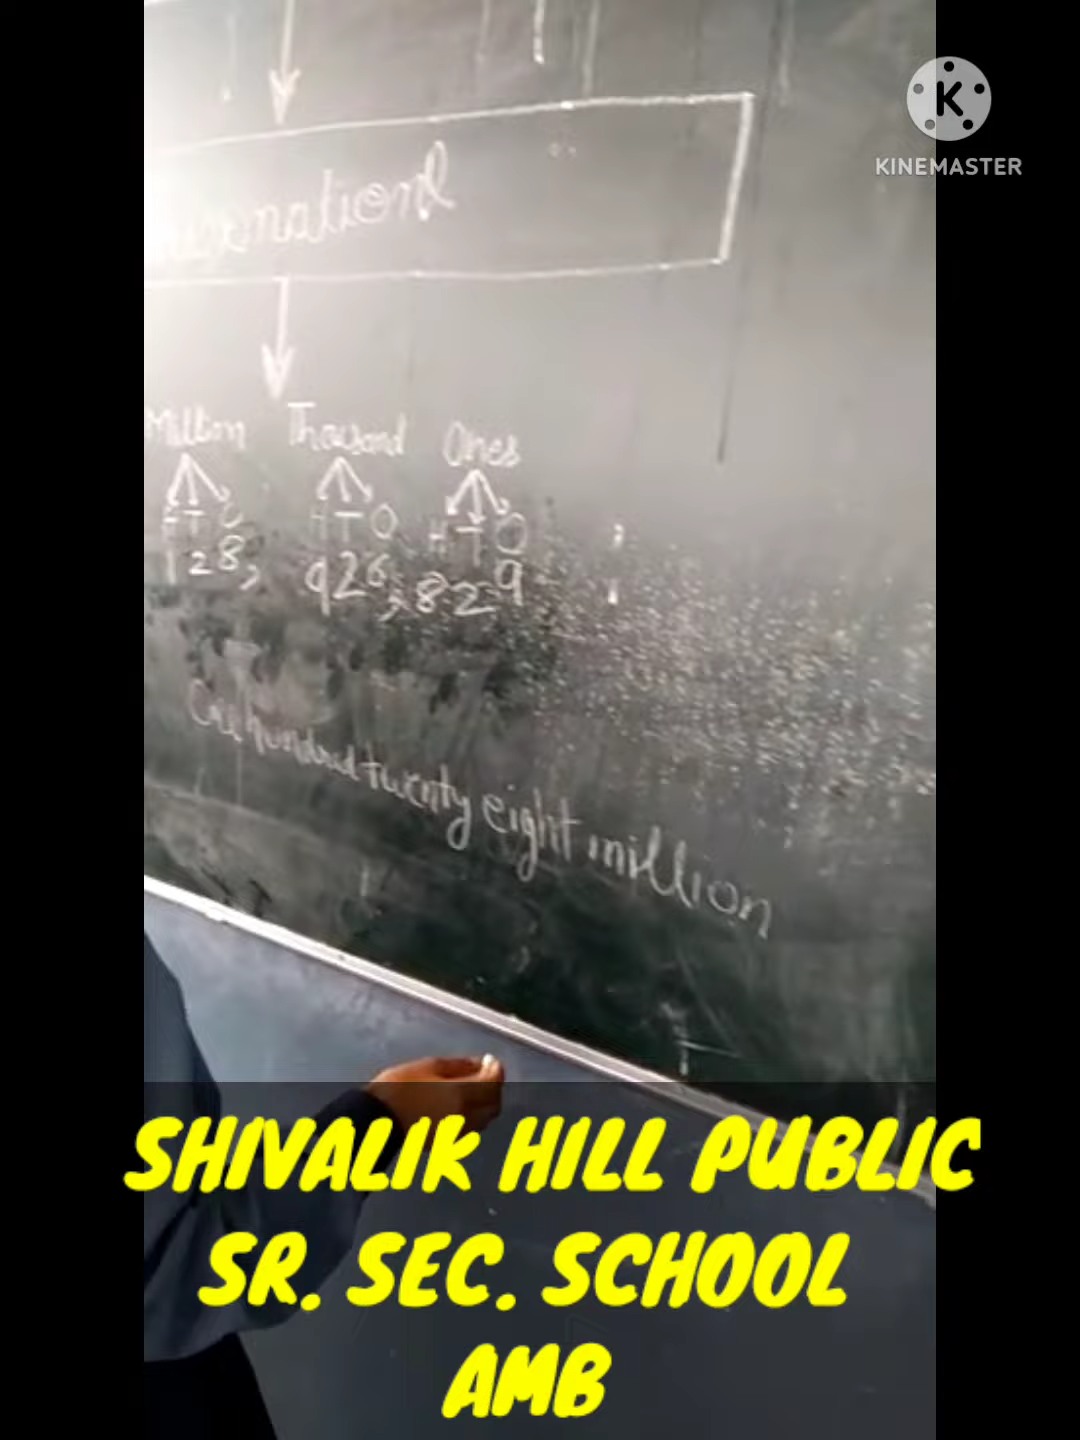 K
KINEMASTER
Million Thousand Ones
H T O H T O H T O
128, 926, 829
One hundred twenty eight million
SHIVALIK HILL PUBLIC
SR. SEC. SCHOOL
AMB